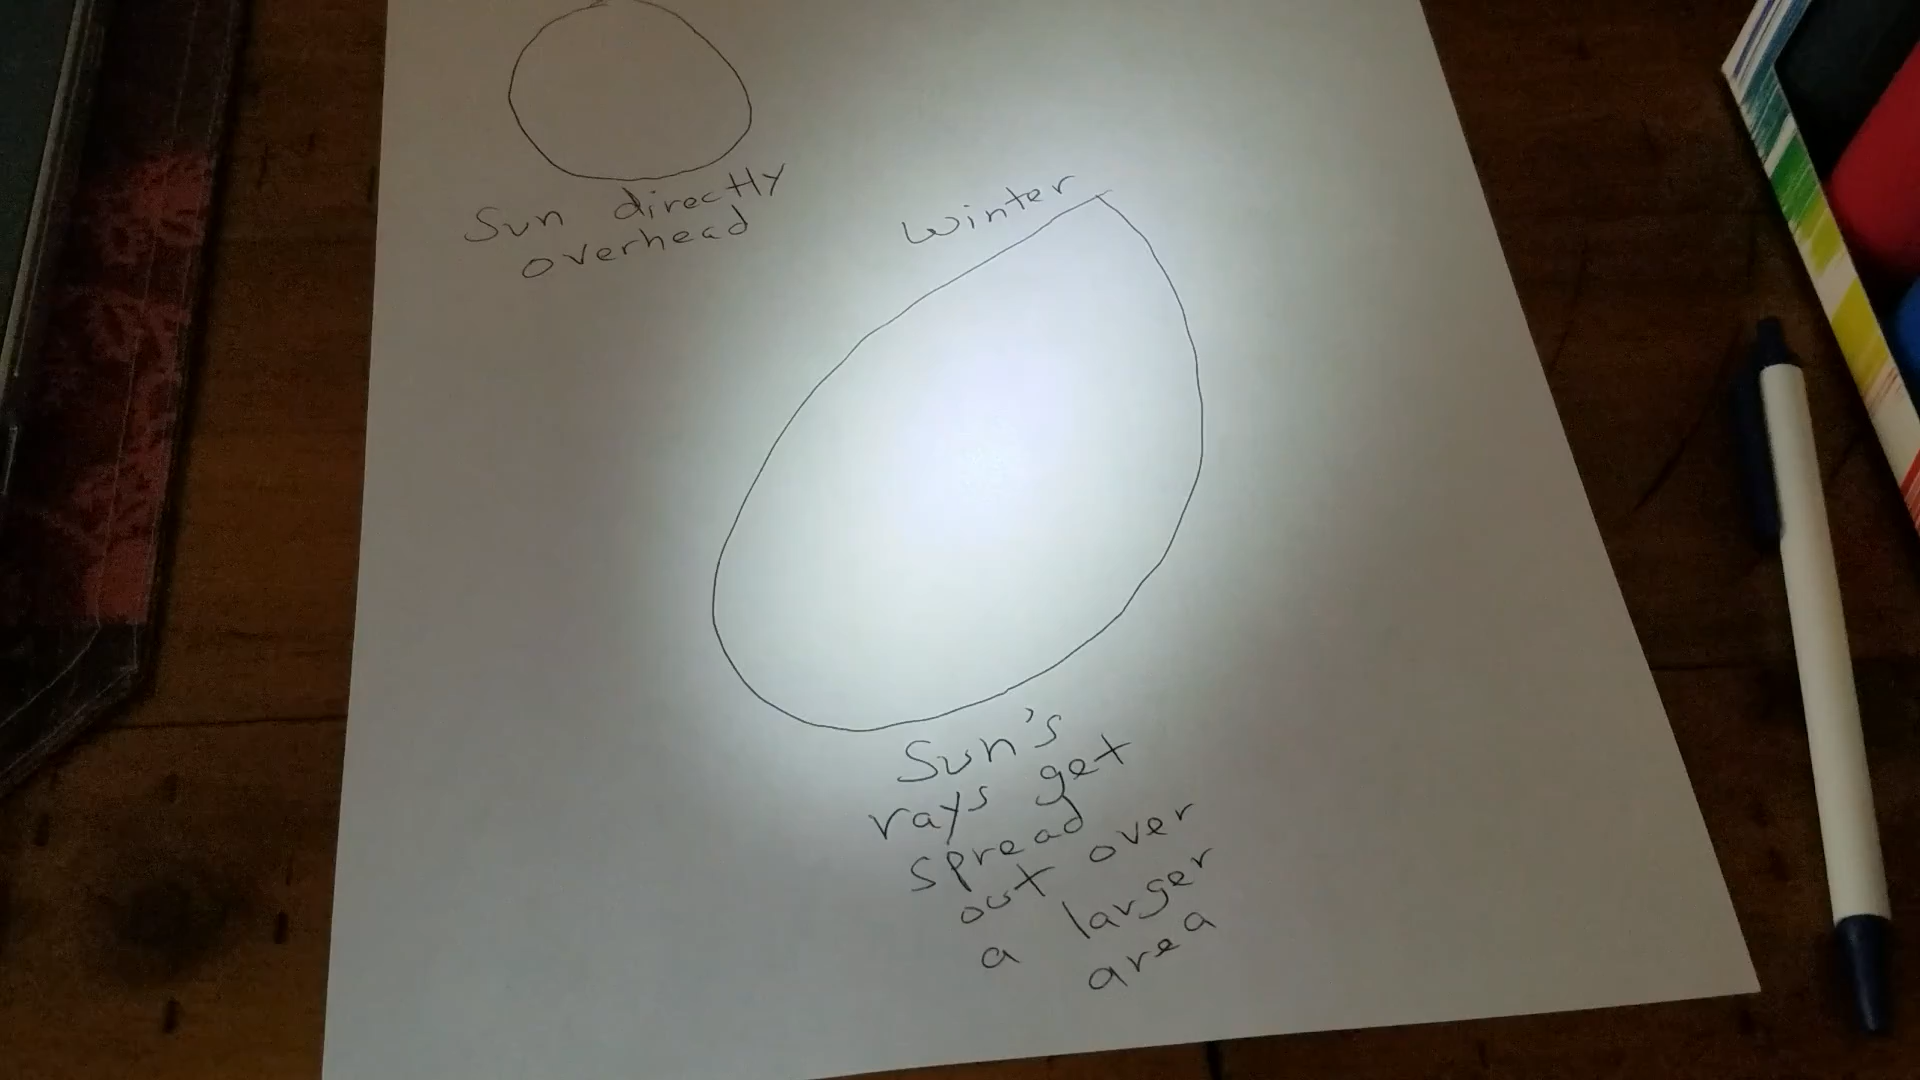 Sun directly
overhead
Winter
Sun's
rays get
spread
out over
a larger
area